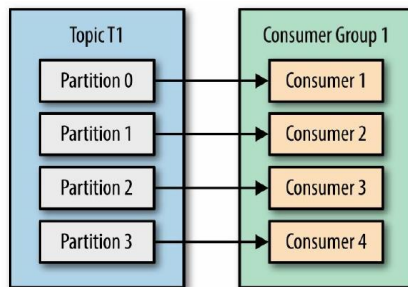 Topic T1
Consumer Group 1
Partition 0
Consumer 1
Partition 1
Consumer 2
Partition 2
Consumer 3
Partition 3
Consumer 4